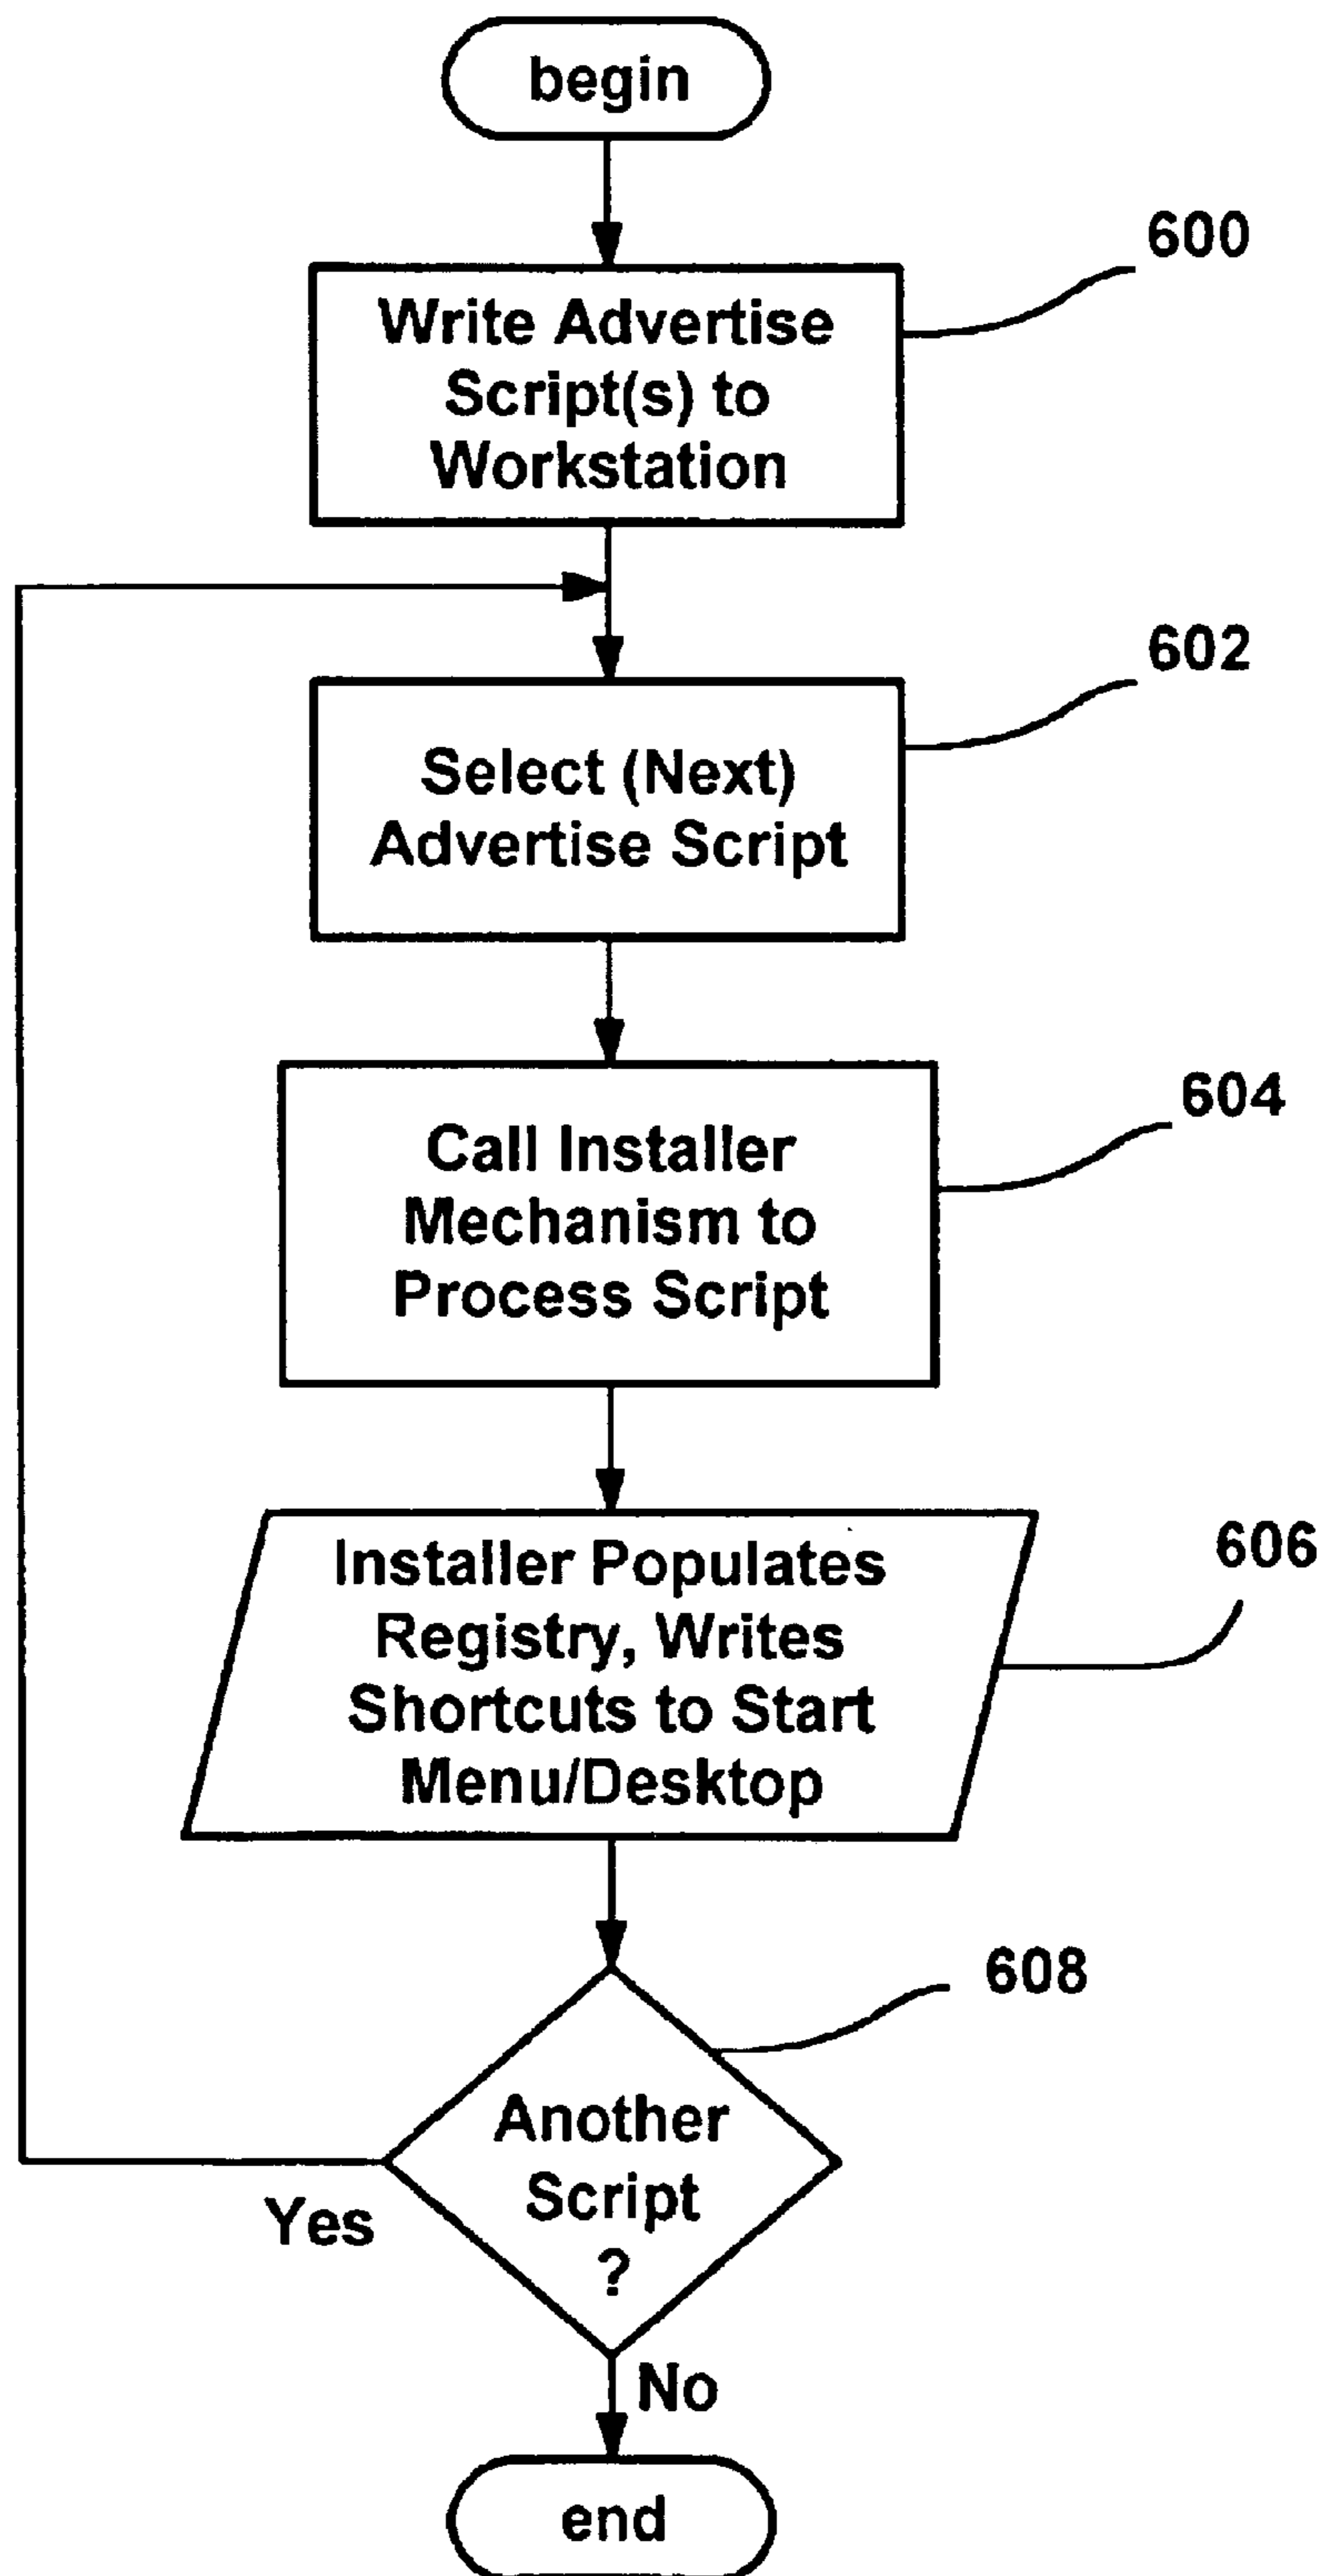 begin
600
Write Advertise
Script(s) to
Workstation
602
Select (Next)
Advertise Script
604
Call Installer
Mechanism to
Process Script
606
Installer Populates
Registry, Writes
Shortcuts to Start
Menu/Desktop
608
Another
Script
?
Yes
No
end